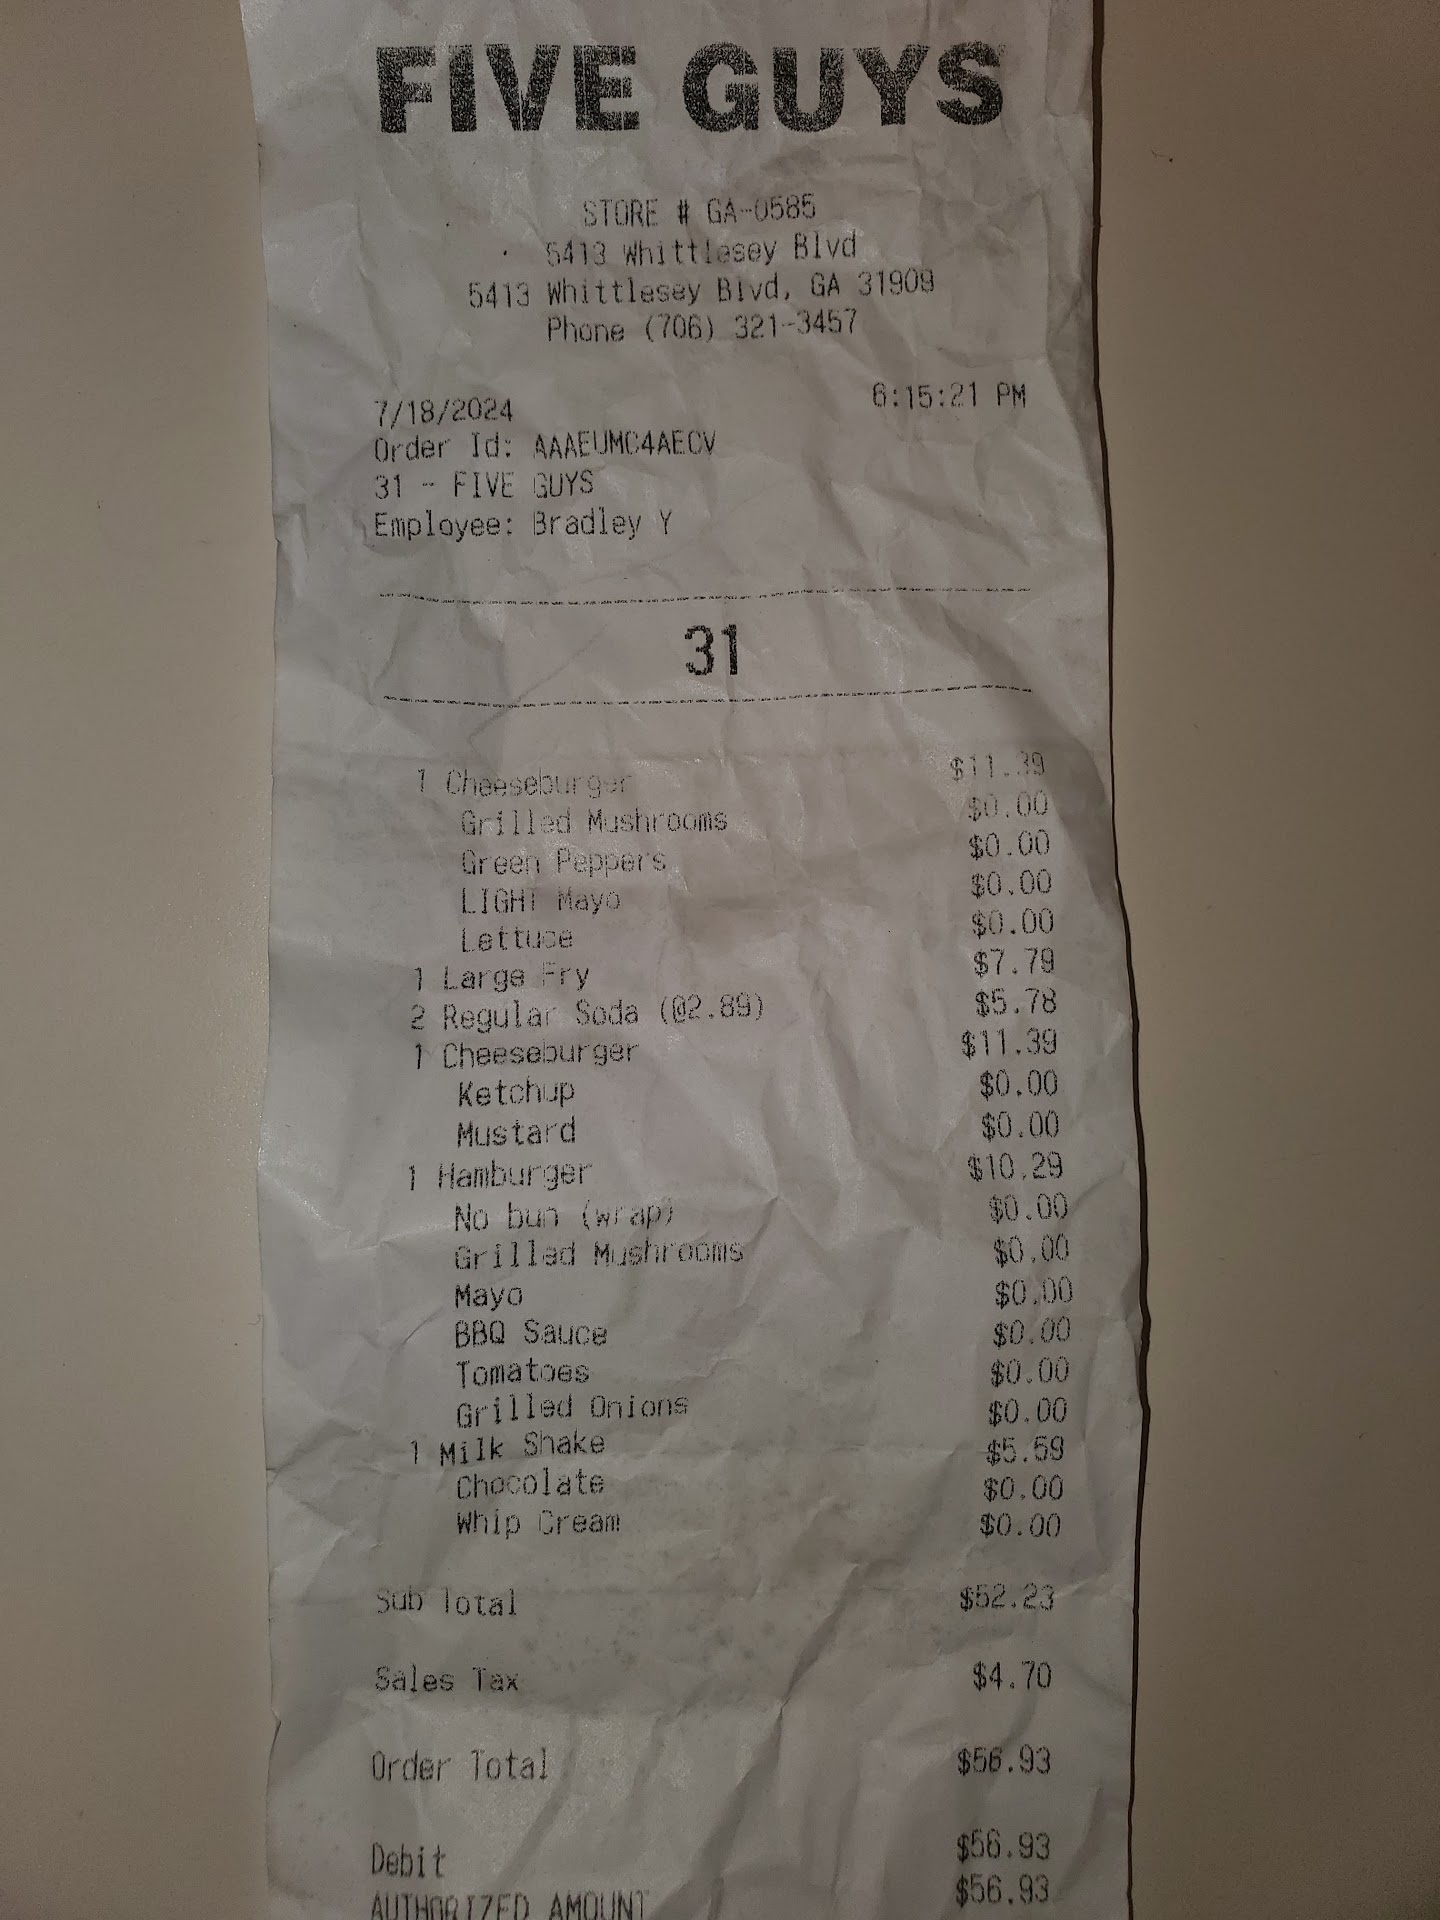 FIVE GUYS
STORE # GA-0585
5413 Whittlesey Blvd
5413 Whittlesey Blvd, GA 31909
Phone (706) 321-3457
7/18/2024 6:15:21 PM
Order Id: AAAEUMC4AECV
31 - FIVE GUYS
Employee: Bradley Y
31
1 Cheeseburger $11.39
Grilled Mushrooms $0.00
Green Peppers $0.00
LIGHT Mayo $0.00
Lettuce $0.00
1 Large Fry $7.79
2 Regular Soda (@2.89) $5.78
1 Cheeseburger $11.39
Ketchup $0.00
Mustard $0.00
1 Hamburger $10.29
No bun (wrap) $0.00
Grilled Mushrooms $0.00
Mayo $0.00
BBQ Sauce $0.00
Tomatoes $0.00
Grilled Onions $0.00
1 Milk Shake $5.59
Chocolate $0.00
Whip Cream $0.00
Sub Total $52.23
Sales Tax $4.70
Order Total $56.93
Debit $56.93
AUTHORIZED AMOUNT $56.93